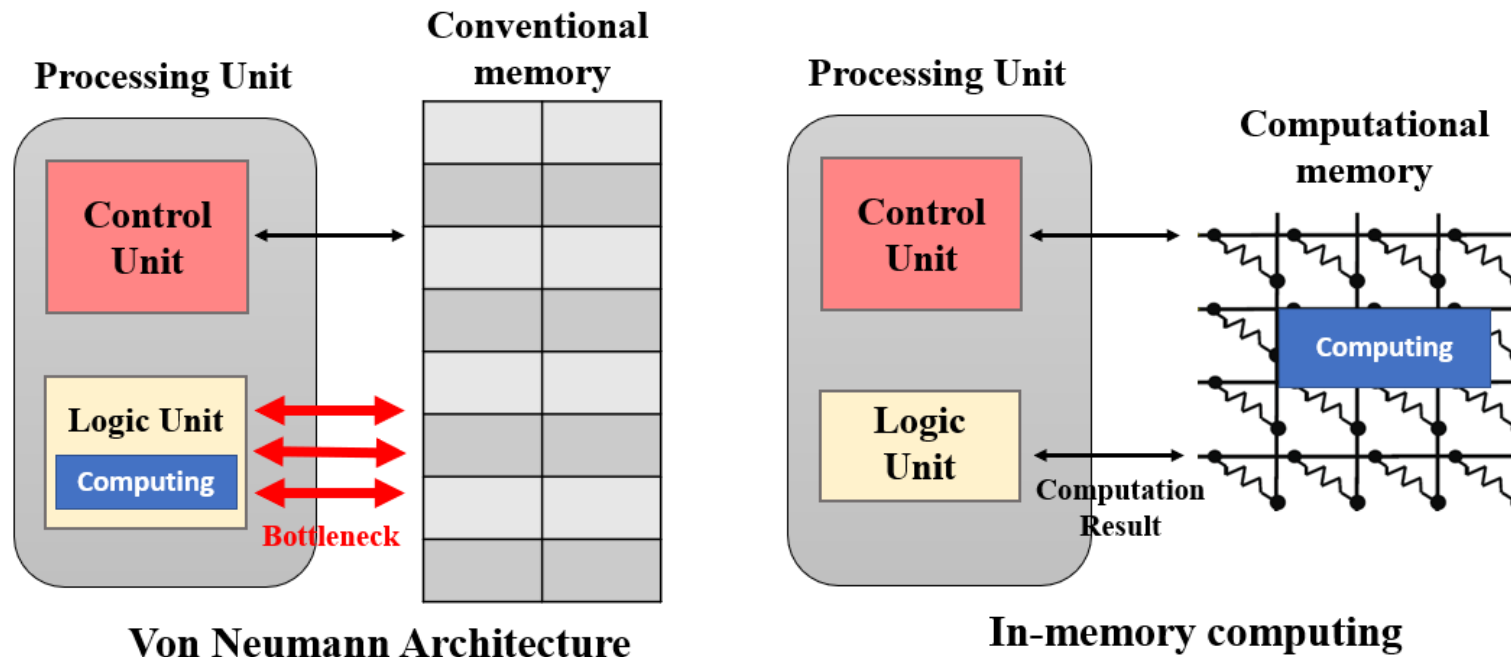 Processing Unit
Conventional
memory
Control
Unit
Logic Unit
Computing
Bottleneck
Von Neumann Architecture
Processing Unit
Computational
memory
Control
Unit
Computing
Logic
Unit
Computation
Result
In-memory computing